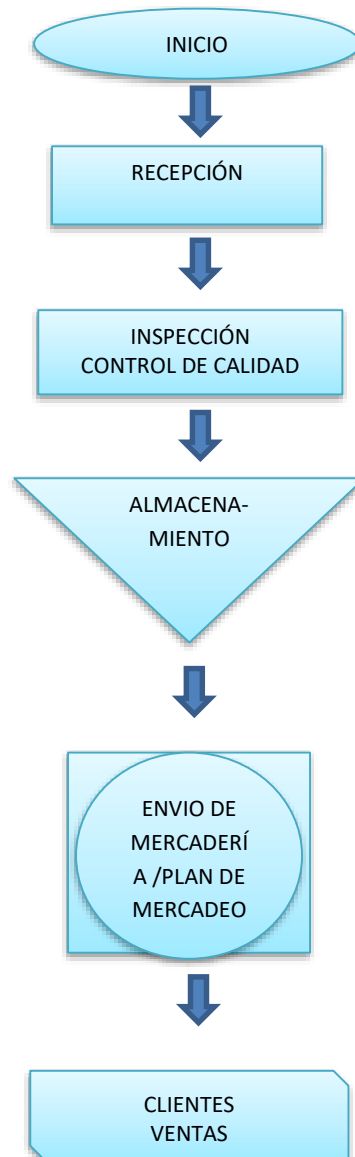 INICIO
RECEPCIÓN
INSPECCIÓN
CONTROL DE CALIDAD
ALMACENA-
MIENTO
ENVIO DE
MERCADERÍ
A /PLAN DE
MERCADEO
CLIENTES
VENTAS